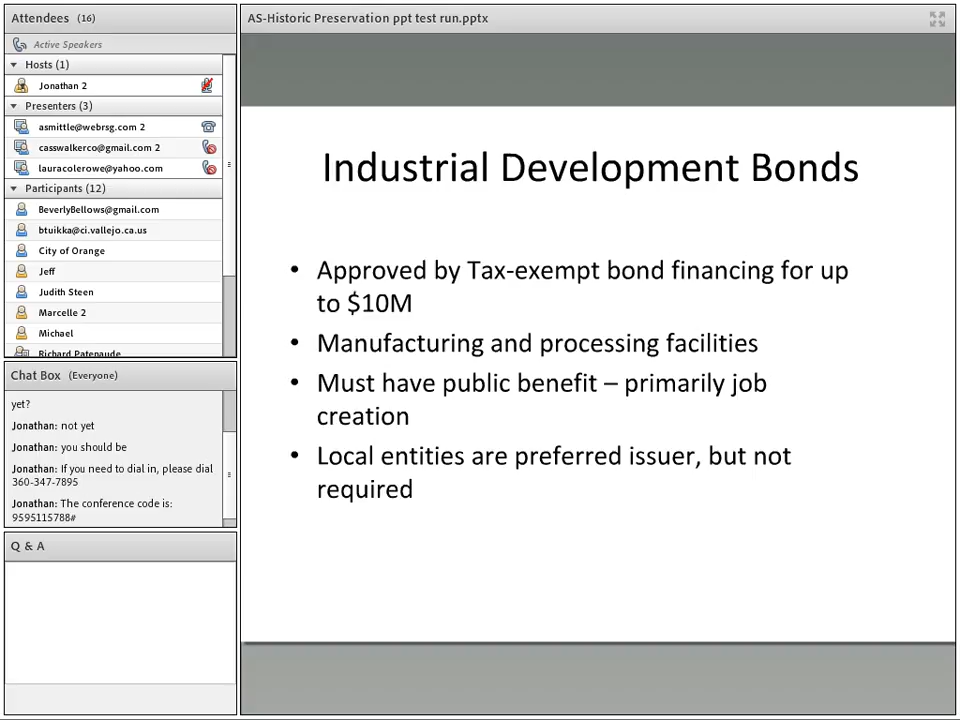 Attendees (16)
Active Speakers
Hosts (1)
Jonathan 2
Presenters (3)
asmittle@webrsg.com 2
casswalkerco@gmail.com 2
lauracolerowe@yahoo.com
Participants (12)
BeverlyBellows@gmail.com
btuikka@ci.vallejo.ca.us
City of Orange
Jeff
Judith Steen
Marcelle 2
Michael
Richard Patenaude
Chat Box (Everyone)
yet?
Jonathan: not yet
Jonathan: you should be
Jonathan: If you need to dial in, please dial
360-347-7895
Jonathan: The conference code is:
9595115788#
Q & A
AS-Historic Preservation ppt test run.pptx
Industrial Development Bonds
• Approved by Tax-exempt bond financing for up
to $10M
• Manufacturing and processing facilities
• Must have public benefit – primarily job
creation
• Local entities are preferred issuer, but not
required